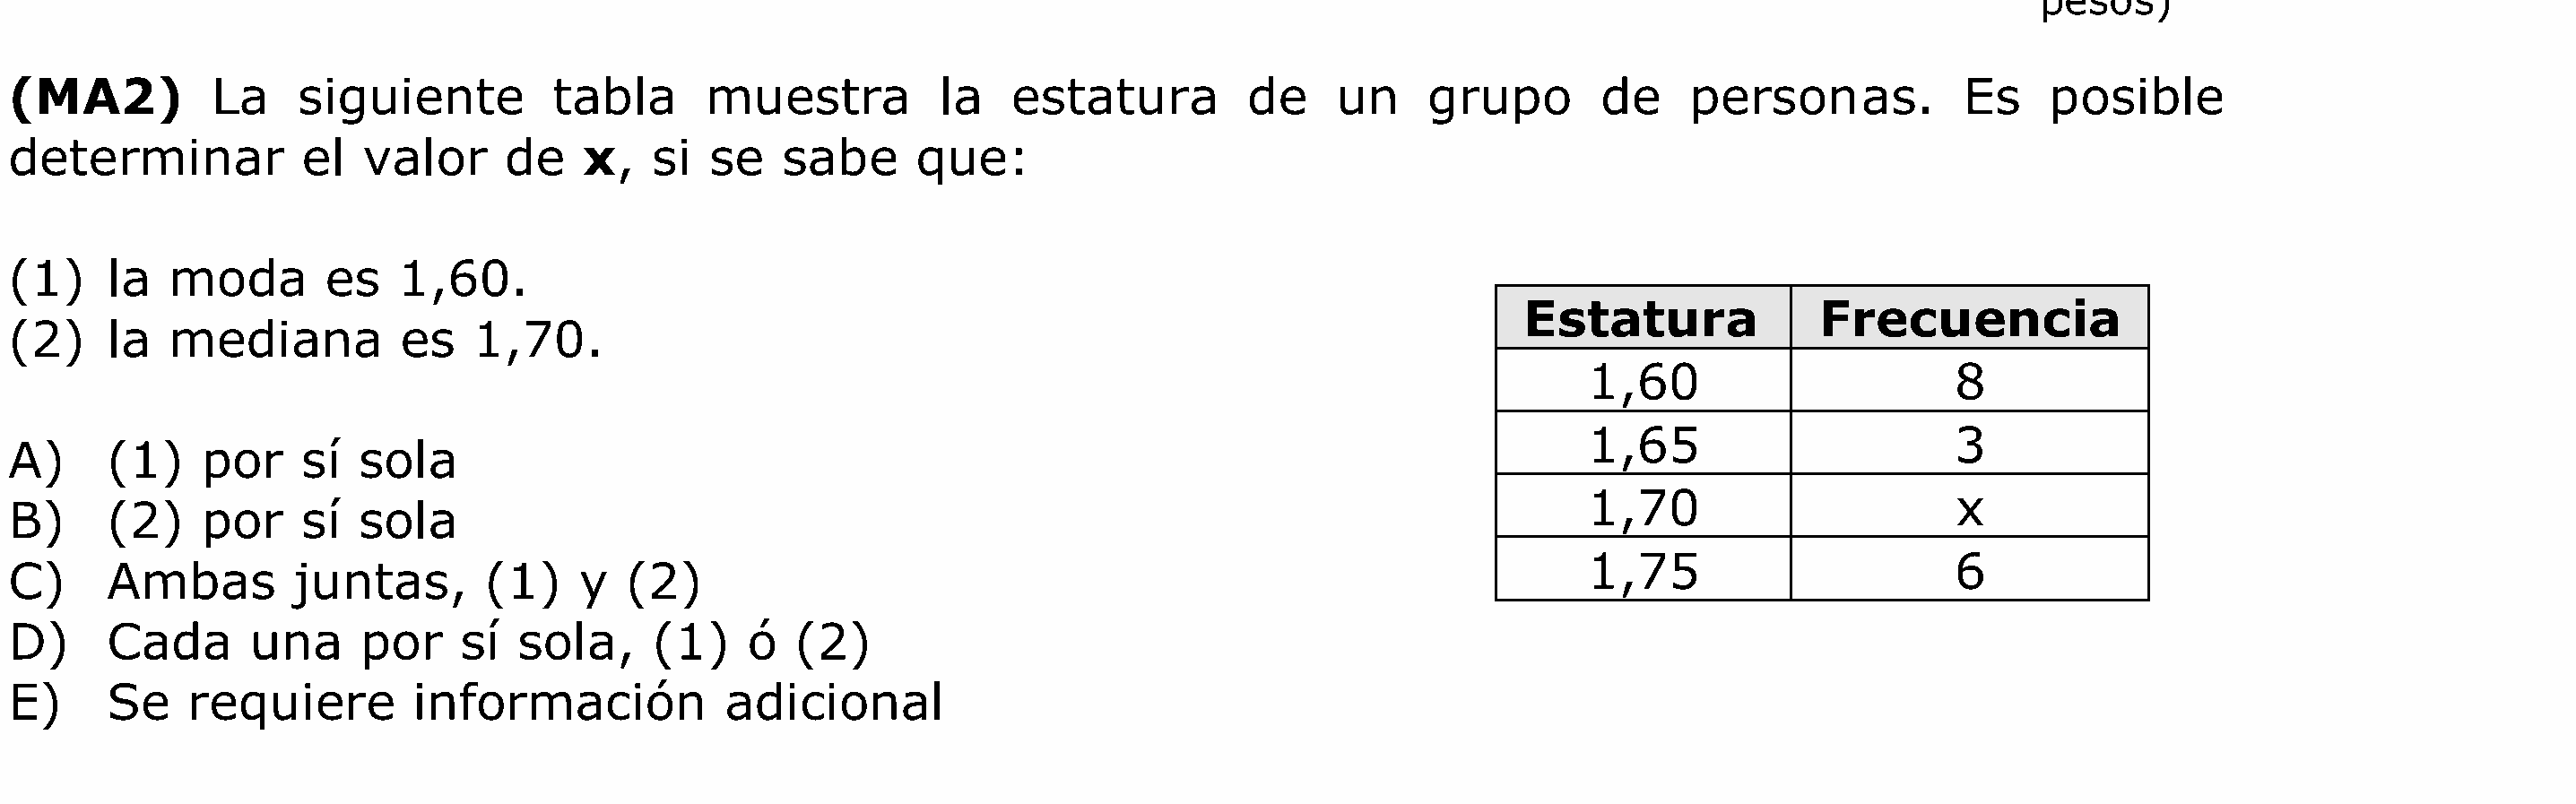 pesos)
(MA2) La siguiente tabla muestra la estatura de un grupo de personas. Es posible
determinar el valor de x, si se sabe que:
(1) la moda es 1,60.
(2) la mediana es 1,70.
Estatura Frecuencia
1,60 8
1,65 3
1,70 x
1,75 6
A) (1) por sí sola
B) (2) por sí sola
C) Ambas juntas, (1) y (2)
D) Cada una por sí sola, (1) ó (2)
E) Se requiere información adicional